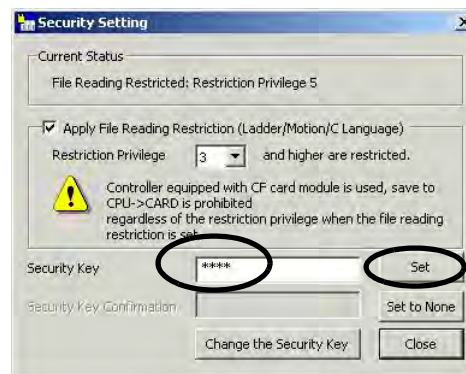 Security Setting
Current Status
File Reading Restricted: Restriction Privilege 5
Apply File Reading Restriction (Ladder/Motion/C Language)
Restriction Privilege 3 and higher are restricted.
Controller equipped with CF card module is used, save to
CPU->CARD is prohibited
regardless of the restriction privilege when the file reading
restriction is set.
Security Key **** Set
Security Key Confirmation Set to None
Change the Security Key Close